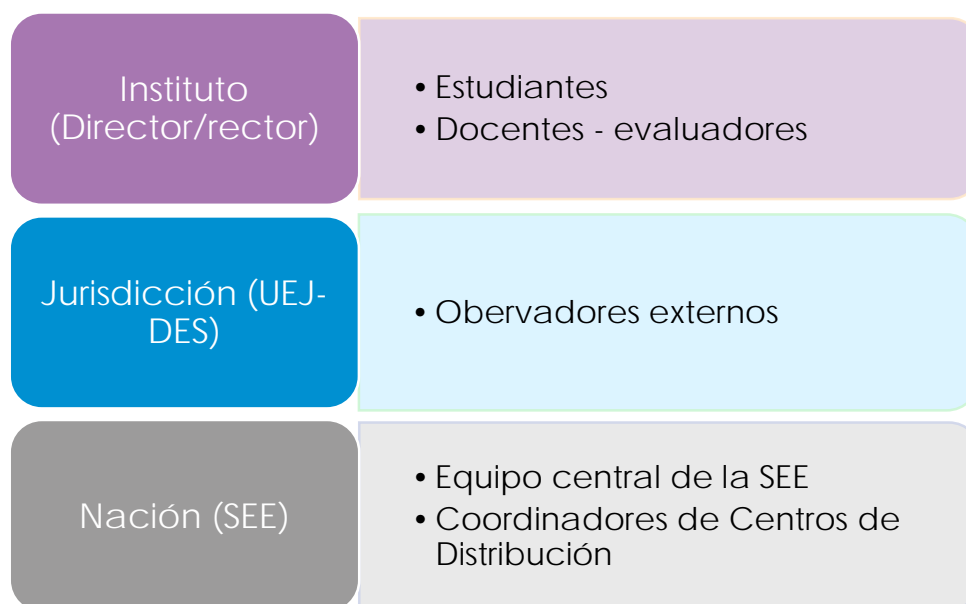 Instituto
(Director/rector)
• Estudiantes
• Docentes - evaluadores
Jurisdicción (UEJ-
DES)
• Obervadores externos
Nación (SEE)
• Equipo central de la SEE
• Coordinadores de Centros de
Distribución